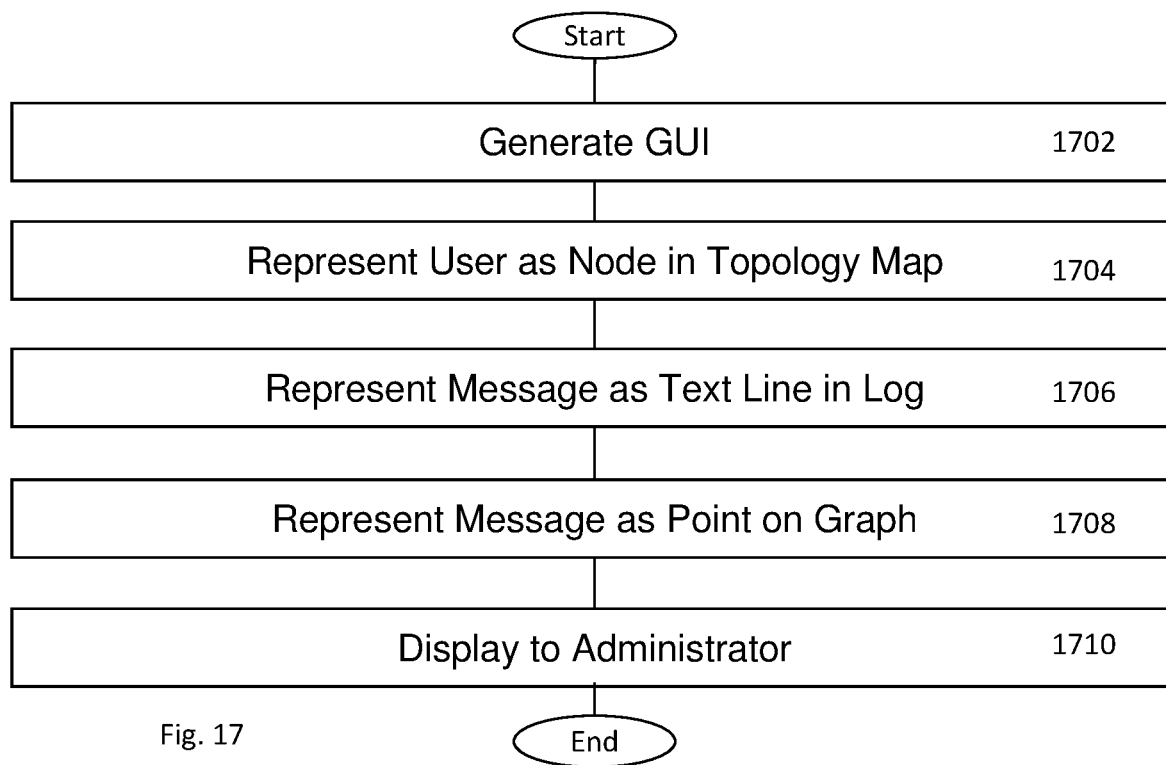 Start
Generate GUI 1702
Represent User as Node in Topology Map 1704
Represent Message as Text Line in Log 1706
Represent Message as Point on Graph 1708
Display to Administrator 1710
Fig. 17
End